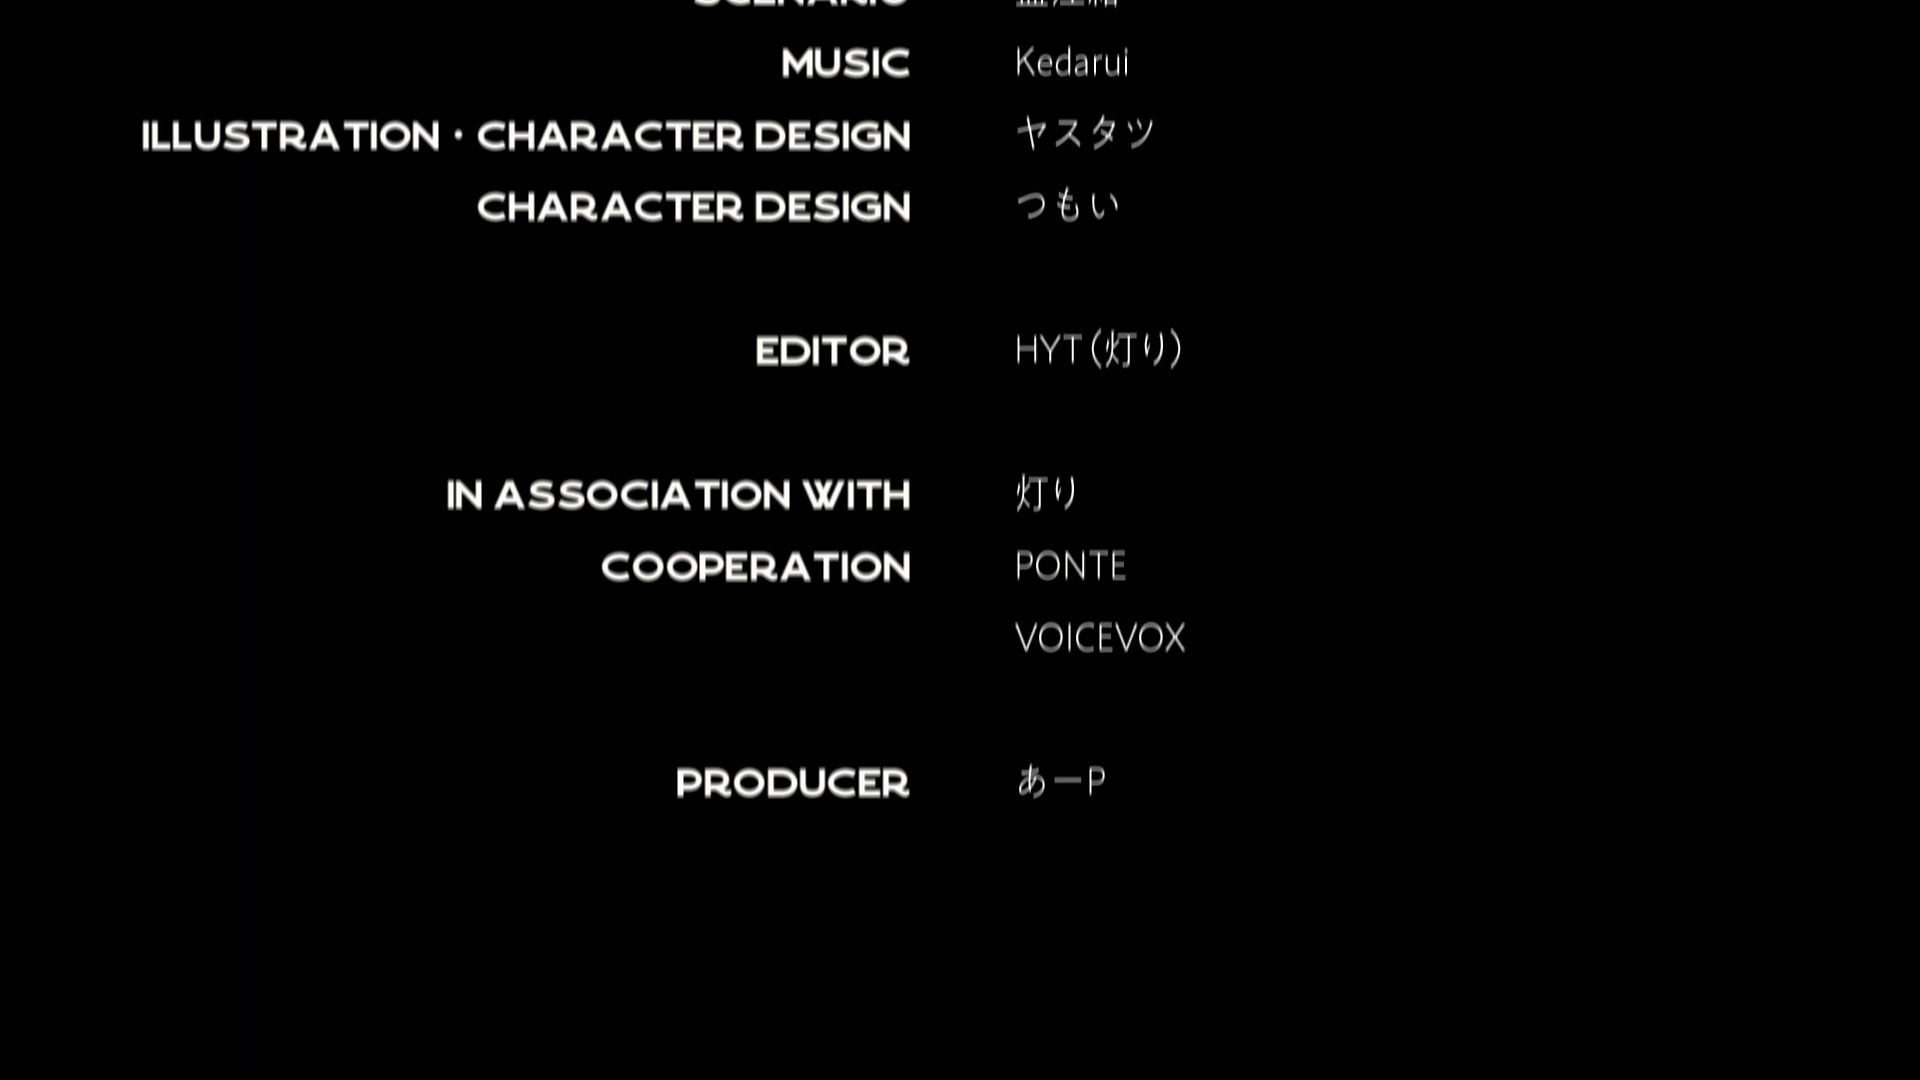 SCENARIO
MUSIC Kedarui
ILLUSTRATION・CHARACTER DESIGN ヤスタツ
CHARACTER DESIGN つもい
EDITOR HYT(灯り)
IN ASSOCIATION WITH 灯り
COOPERATION PONTE
VOICEVOX
PRODUCER あーP